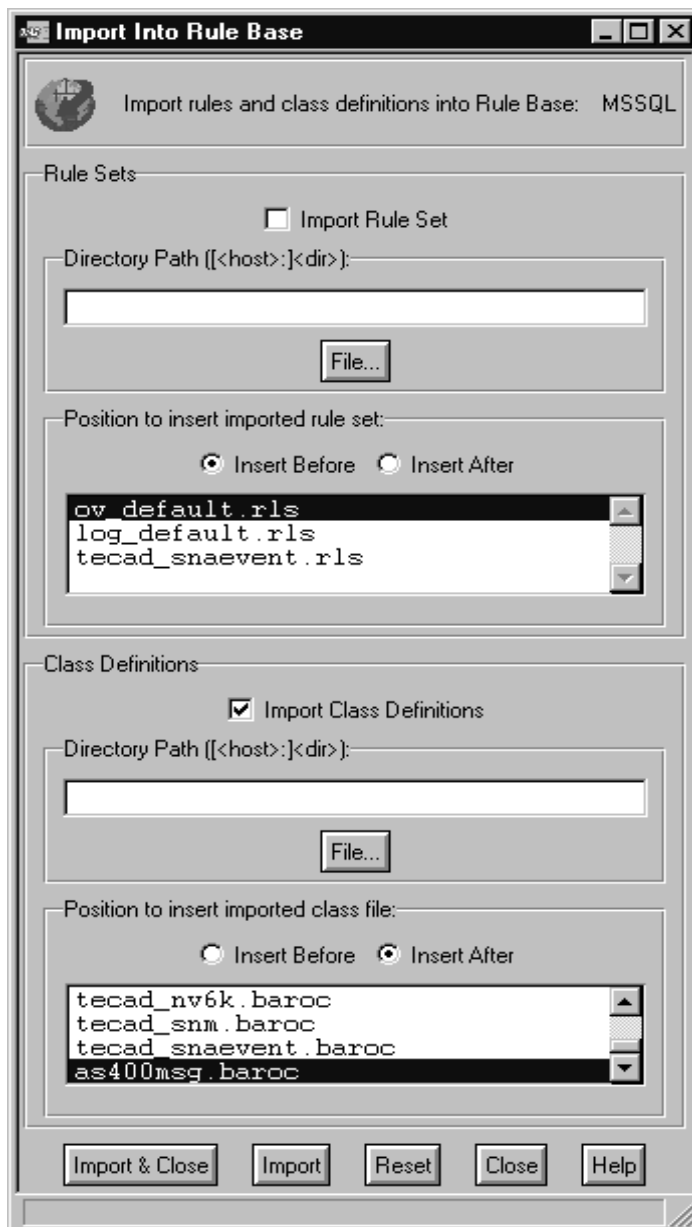 Import Into Rule Base
Import rules and class definitions into Rule Base: MSSQL
Rule Sets
Import Rule Set
Directory Path ([<host>:]<dir>):
File...
Position to insert imported rule set:
Insert Before Insert After
ov_default.rls
log_default.rls
tecad_snaevent.rls
Class Definitions
Import Class Definitions
Directory Path ([<host>:]<dir>):
File...
Position to insert imported class file:
Insert Before Insert After
tecad_nv6k.baroc
tecad_snm.baroc
tecad_snaevent.baroc
as400msg.baroc
Import & Close Import Reset Close Help